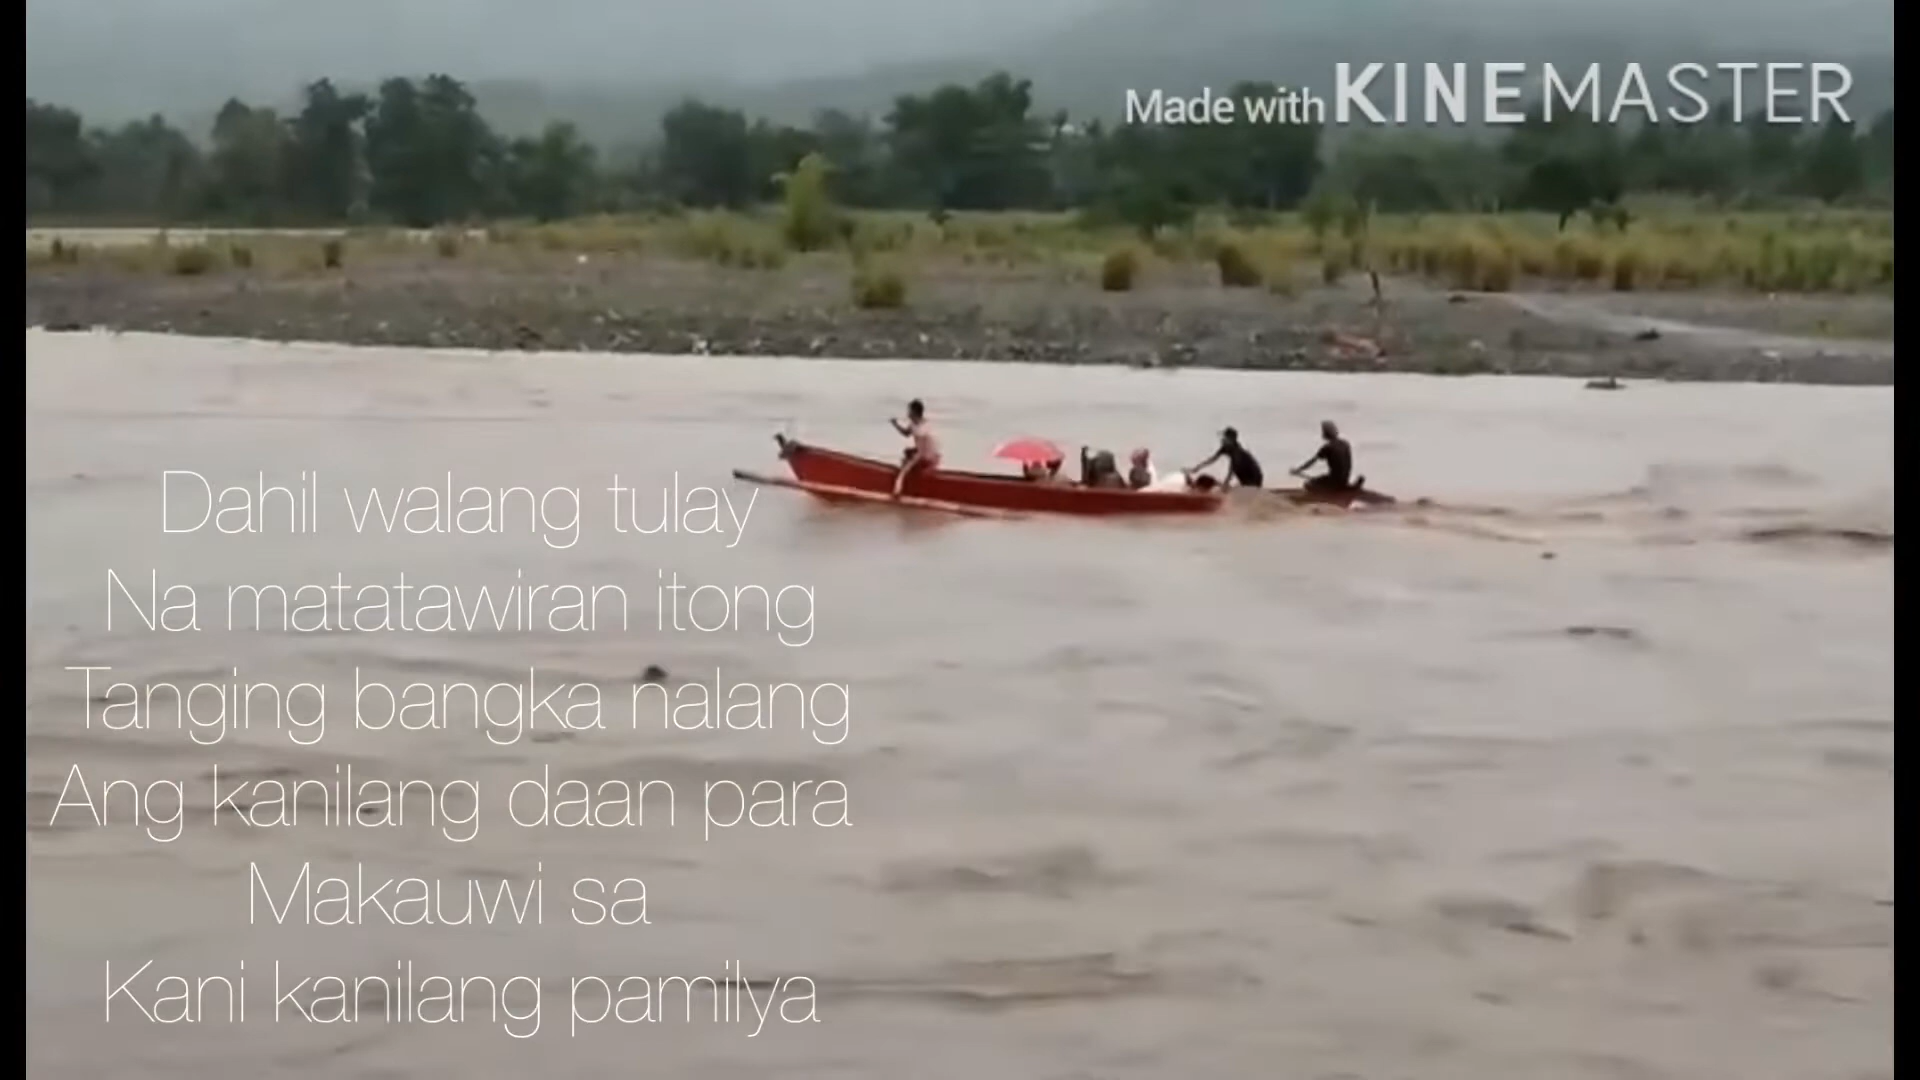 Made with KINEMASTER
Dahil walang tulay
Na matatawiran itong
Tanging bangka nalang
Ang kanilang daan para
Makauwi sa
Kani kanilang pamilya